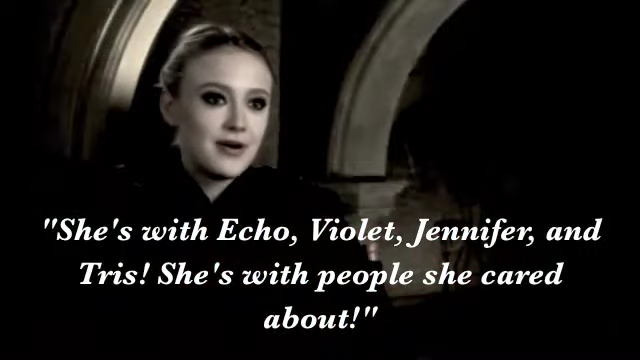 "She's with Echo, Violet, Jennifer, and
Tris! She's with people she cared
about!"